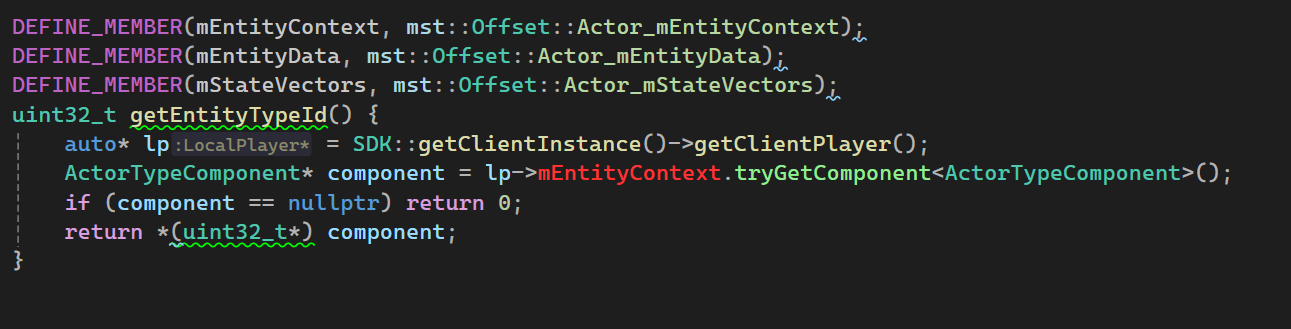 DEFINE_MEMBER(mEntityContext, mst::Offset::Actor_mEntityContext);
DEFINE_MEMBER(mEntityData, mst::Offset::Actor_mEntityData);
DEFINE_MEMBER(mStateVectors, mst::Offset::Actor_mStateVectors);
uint32_t getEntityTypeId() {
    auto* lp:LocalPlayer* = SDK::getClientInstance()->getClientPlayer();
    ActorTypeComponent* component = lp->mEntityContext.tryGetComponent<ActorTypeComponent>();
    if (component == nullptr) return 0;
    return *(uint32_t*) component;
}